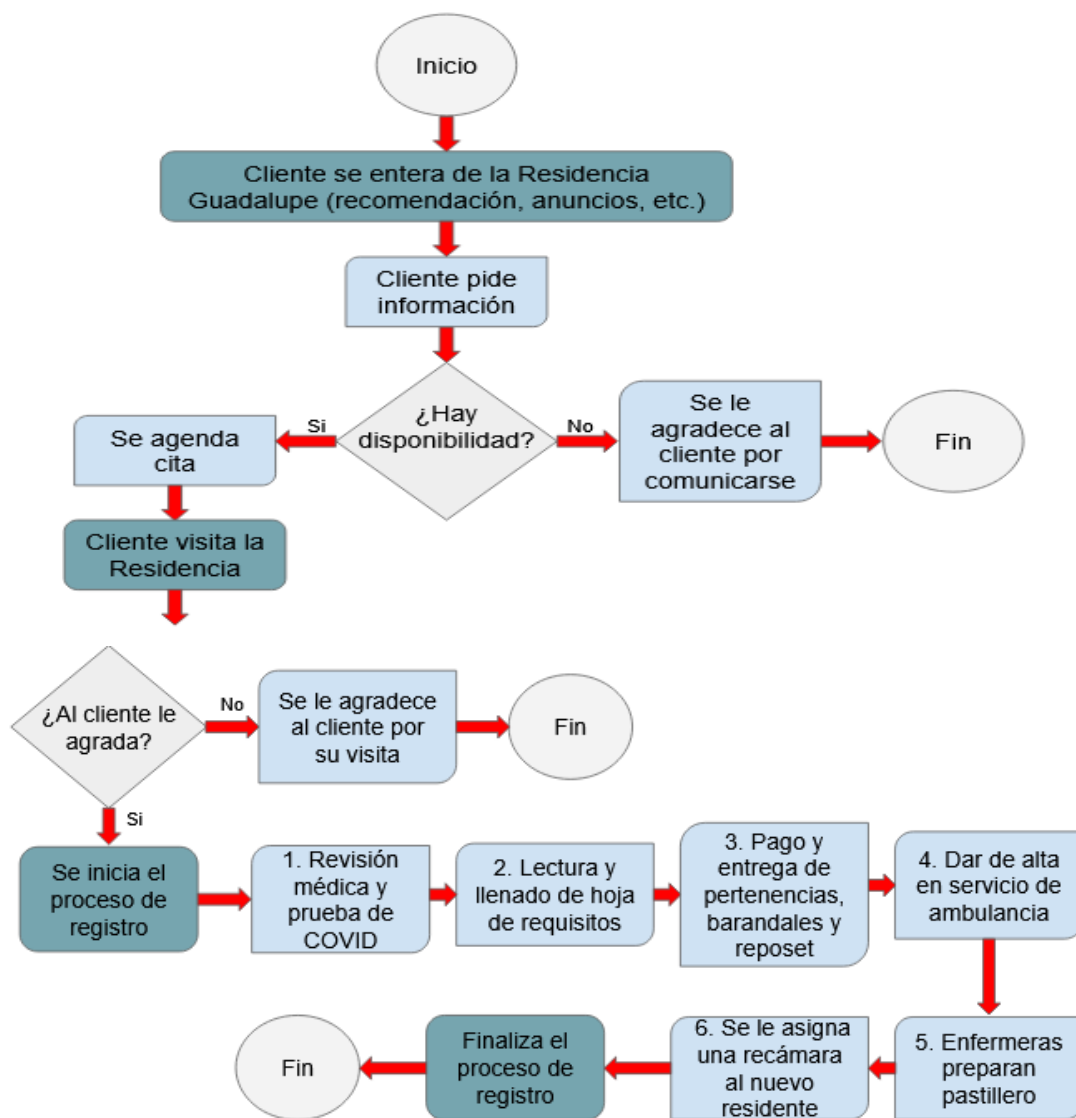 Inicio
Cliente se entera de la Residencia
Guadalupe (recomendación, anuncios, etc.)
Cliente pide
información
¿Hay
disponibilidad?
Si
No
Se agenda
cita
Se le
agradece al
cliente por
comunicarse
Fin
Cliente visita la
Residencia
¿Al cliente le
agrada?
No
Se le agradece
al cliente por
su visita
Fin
Si
Se inicia el
proceso de
registro
1. Revisión
médica y
prueba de
COVID
2. Lectura y
llenado de hoja
de requisitos
3. Pago y
entrega de
pertenencias,
barandales y
reposet
4. Dar de alta
en servicio de
ambulancia
5. Enfermeras
preparan
pastillero
6. Se le asigna
una recámara
al nuevo
residente
Finaliza el
proceso de
registro
Fin